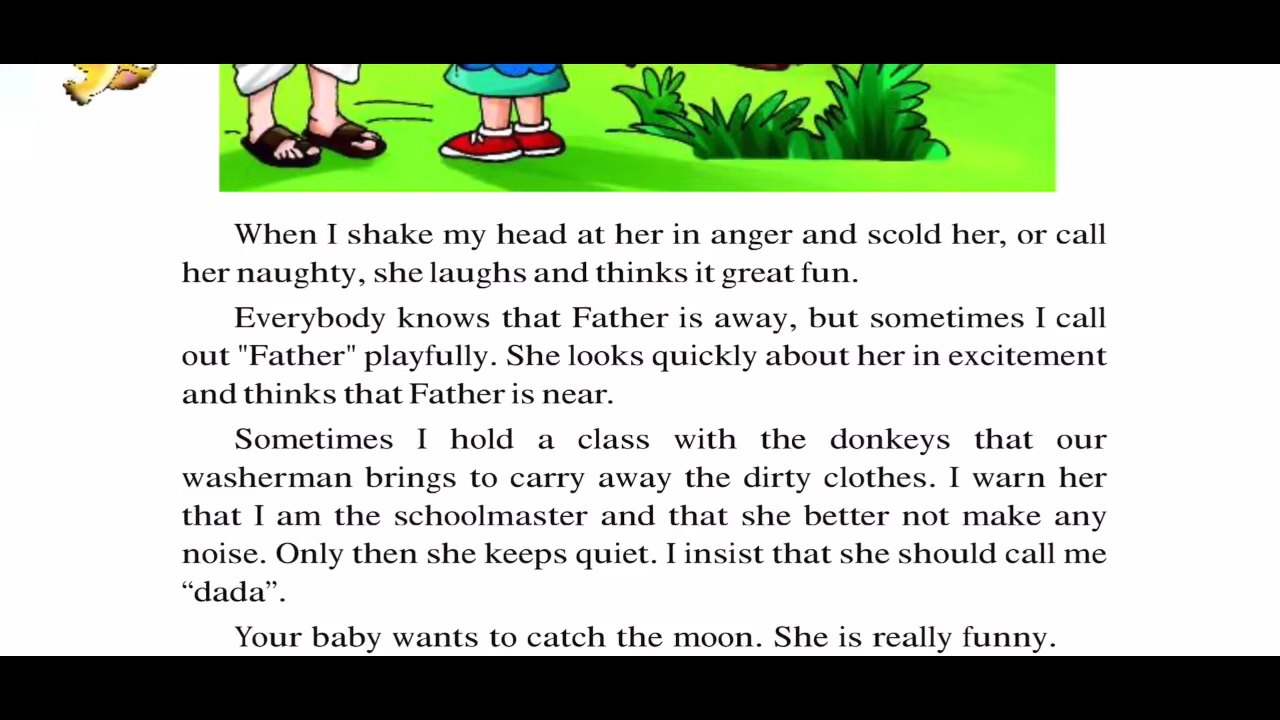 When I shake my head at her in anger and scold her, or call
her naughty, she laughs and thinks it great fun.
Everybody knows that Father is away, but sometimes I call
out "Father" playfully. She looks quickly about her in excitement
and thinks that Father is near.
Sometimes I hold a class with the donkeys that our
washerman brings to carry away the dirty clothes. I warn her
that I am the schoolmaster and that she better not make any
noise. Only then she keeps quiet. I insist that she should call me
“dada”.
Your baby wants to catch the moon. She is really funny.